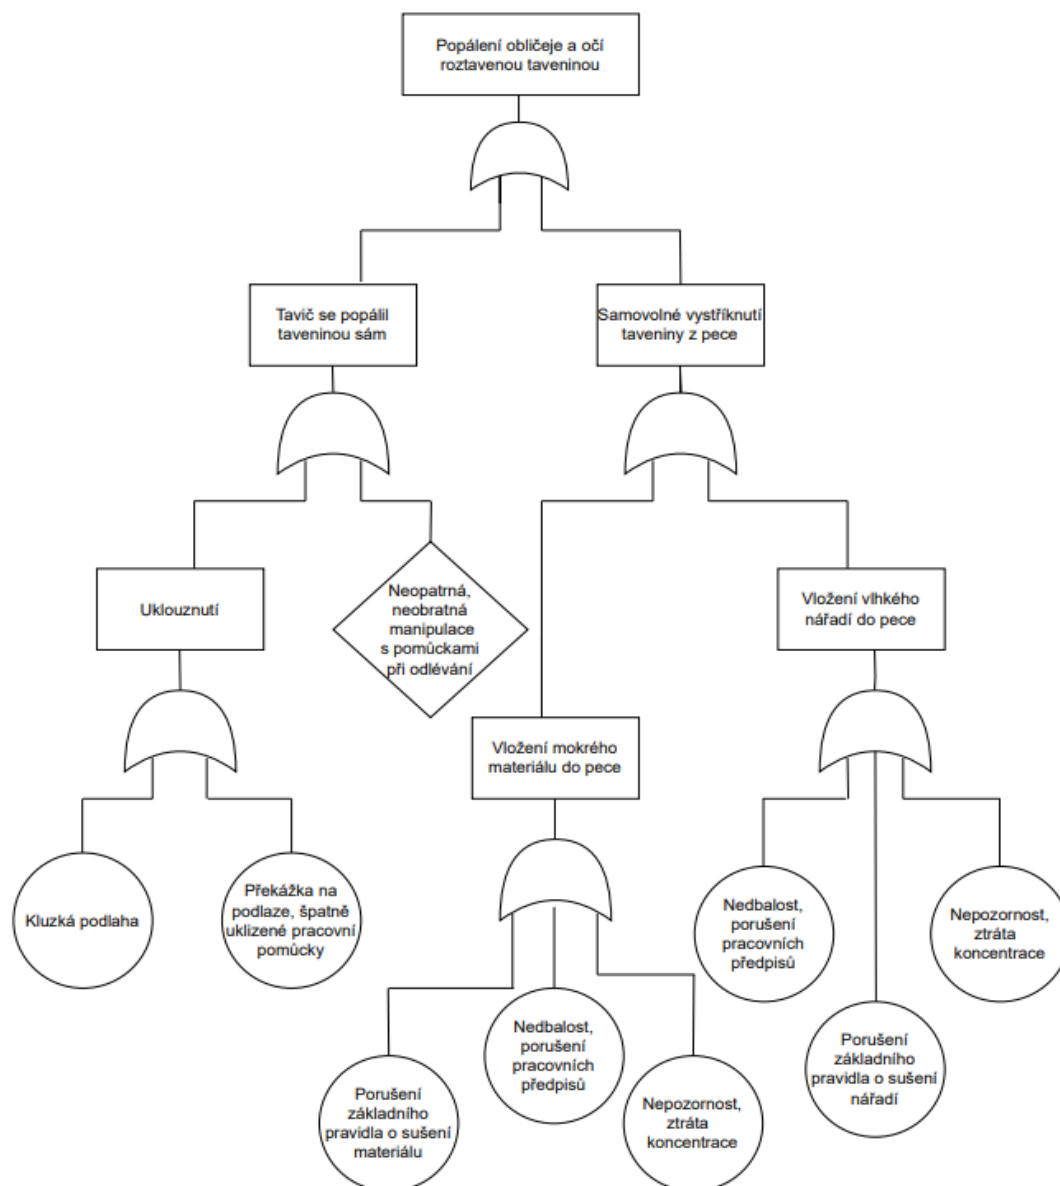 Popálení obličeje a očí
roztavenou taveninou
Tavič se popálil
taveninou sám
Samovolné vystříknutí
taveniny z pece
Uklouznutí
Neopatrná,
neobratná
manipulace
s pomůckami
při odlévání
Vložení vlhkého
nářadí do pece
Vložení mokrého
materiálu do pece
Kluzká podlaha
Překážka na
podlaze, špatně
uklizené pracovní
pomůcky
Nedbalost,
porušení
pracovních
předpisů
Nepozornost,
ztráta
koncentrace
Porušení
základního
pravidla o sušení
materiálu
Nedbalost,
porušení
pracovních
předpisů
Nepozornost,
ztráta
koncentrace
Porušení
základního
pravidla o sušení
nářadí